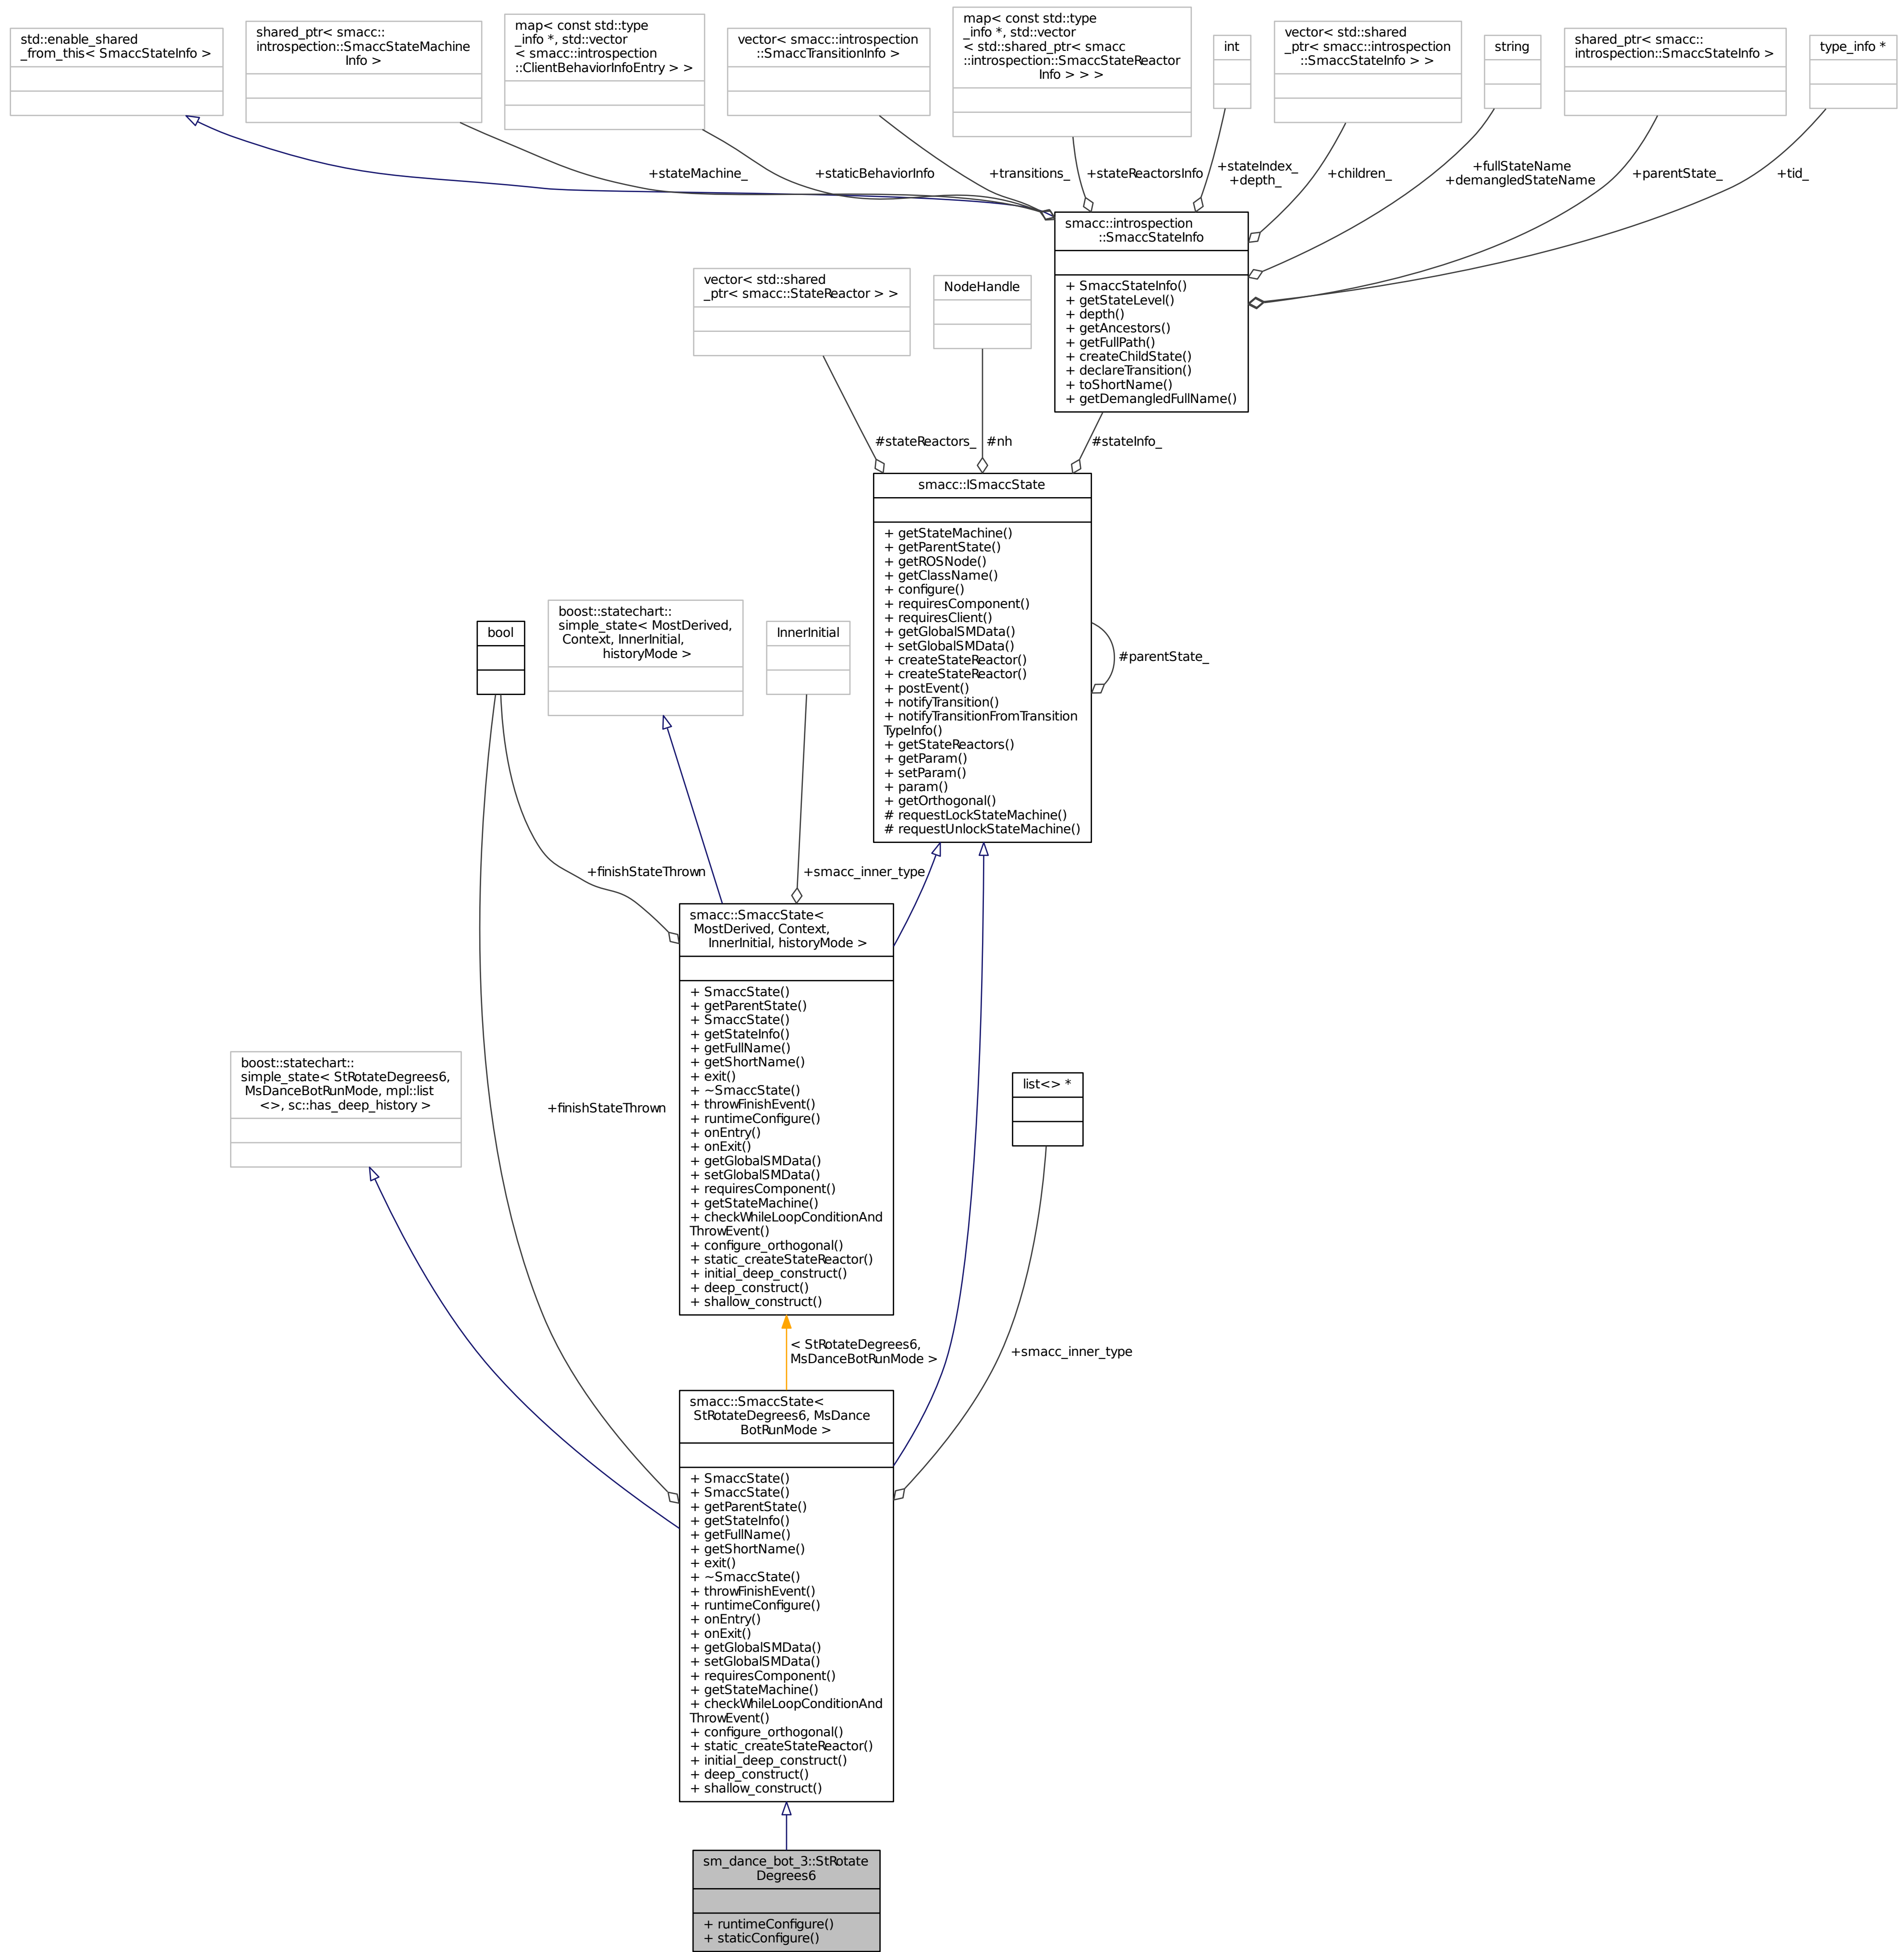 std::enable_shared
_from_this< SmaccStateInfo >
shared_ptr< smacc::
introspection::SmaccStateMachine
Info >
map< const std::type
_info *, std::vector
< smacc::introspection
::ClientBehaviorInfoEntry > >
vector< smacc::introspection
::SmaccTransitionInfo >
map< const std::type
_info *, std::vector
< std::shared_ptr< smacc
::introspection::SmaccStateReactor
Info > > >
int
vector< std::shared
_ptr< smacc::introspection
::SmaccStateInfo > >
string
shared_ptr< smacc::
introspection::SmaccStateInfo >
type_info *
+stateMachine_
+staticBehaviorInfo
+transitions_
+stateReactorsInfo
+stateIndex_
+depth_
+children_
+fullStateName
+demangledStateName
+parentState_
+tid_
smacc::introspection
::SmaccStateInfo
+ SmaccStateInfo()
+ getStateLevel()
+ depth()
+ getAncestors()
+ getFullPath()
+ createChildState()
+ declareTransition()
+ toShortName()
+ getDemangledFullName()
vector< std::shared
_ptr< smacc::StateReactor > >
NodeHandle
#stateReactors_
#nh
#stateInfo_
smacc::ISmaccState
+ getStateMachine()
+ getParentState()
+ getROSNode()
+ getClassName()
+ configure()
+ requiresComponent()
+ requiresClient()
+ getGlobalSMData()
+ setGlobalSMData()
+ createStateReactor()
+ createStateReactor()
+ postEvent()
+ notifyTransition()
+ notifyTransitionFromTransition
TypeInfo()
+ getStateReactors()
+ getParam()
+ setParam()
+ param()
+ getOrthogonal()
# requestLockStateMachine()
# requestUnlockStateMachine()
#parentState_
bool
boost::statechart::
simple_state< MostDerived,
Context, InnerInitial,
historyMode >
InnerInitial
+finishStateThrown
+smacc_inner_type
smacc::SmaccState<
MostDerived, Context,
InnerInitial, historyMode >
+ SmaccState()
+ getParentState()
+ SmaccState()
+ getStateInfo()
+ getFullName()
+ getShortName()
+ exit()
+ ~SmaccState()
+ throwFinishEvent()
+ runtimeConfigure()
+ onEntry()
+ onExit()
+ getGlobalSMData()
+ setGlobalSMData()
+ requiresComponent()
+ getStateMachine()
+ checkWhileLoopConditionAnd
ThrowEvent()
+ configure_orthogonal()
+ static_createStateReactor()
+ initial_deep_construct()
+ deep_construct()
+ shallow_construct()
boost::statechart::
simple_state< StRotateDegrees6,
MsDanceBotRunMode, mpl::list
<>, sc::has_deep_history >
+finishStateThrown
list<> *
< StRotateDegrees6,
MsDanceBotRunMode >
+smacc_inner_type
smacc::SmaccState<
StRotateDegrees6, MsDance
BotRunMode >
+ SmaccState()
+ SmaccState()
+ getParentState()
+ getStateInfo()
+ getFullName()
+ getShortName()
+ exit()
+ ~SmaccState()
+ throwFinishEvent()
+ runtimeConfigure()
+ onEntry()
+ onExit()
+ getGlobalSMData()
+ setGlobalSMData()
+ requiresComponent()
+ getStateMachine()
+ checkWhileLoopConditionAnd
ThrowEvent()
+ configure_orthogonal()
+ static_createStateReactor()
+ initial_deep_construct()
+ deep_construct()
+ shallow_construct()
sm_dance_bot_3::StRotate
Degrees6
+ runtimeConfigure()
+ staticConfigure()